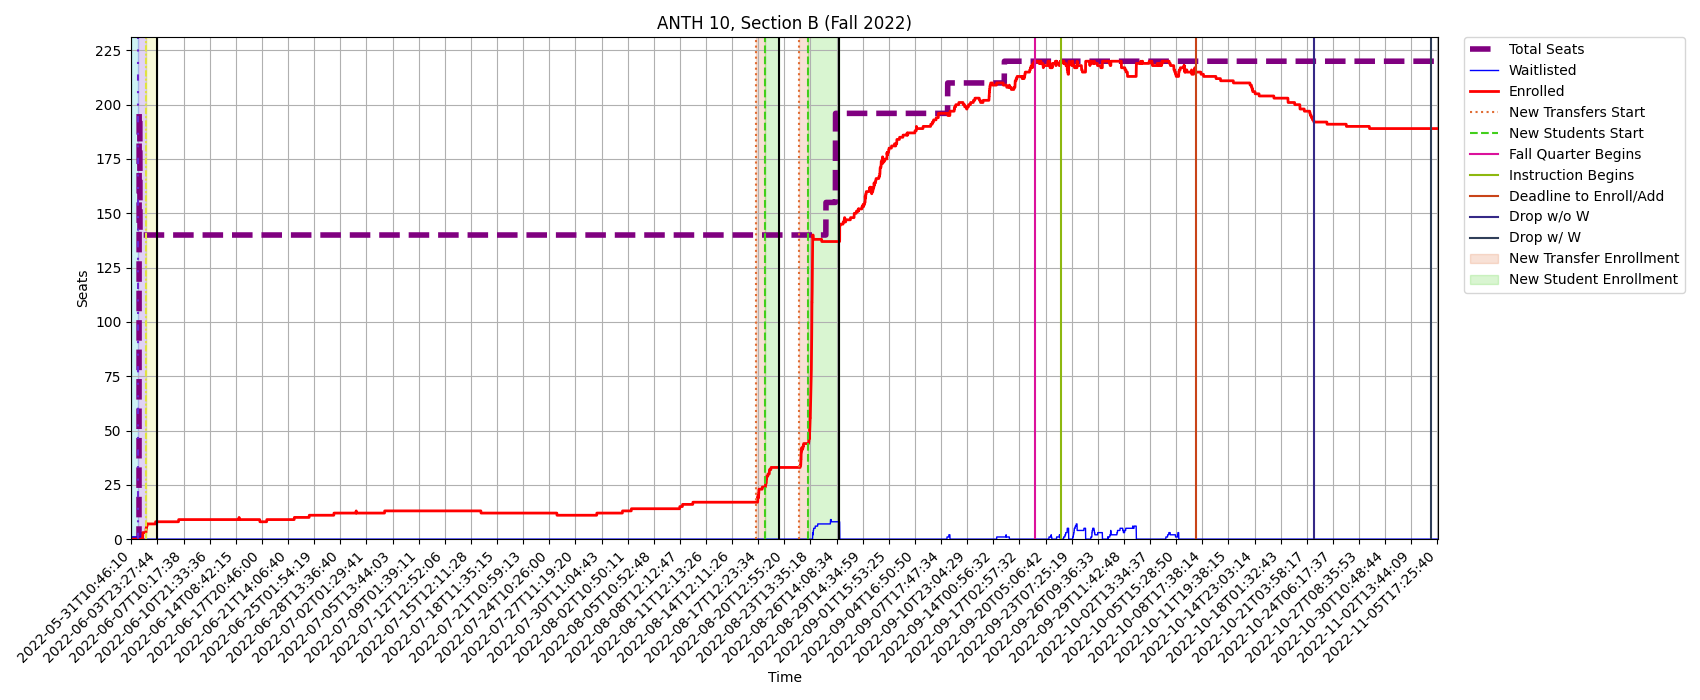 ANTH 10, Section B (Fall 2022)
225
200
175
150
125
100
75
50
25
0
Seats
2022-05-31T10:46:10
2022-06-03T23:27:44
2022-06-07T10:17:38
2022-06-10T21:33:36
2022-06-14T08:42:15
2022-06-17T20:46:00
2022-06-21T14:06:40
2022-06-25T01:54:19
2022-06-28T13:36:40
2022-07-02T01:29:41
2022-07-05T13:44:03
2022-07-09T01:39:11
2022-07-12T12:52:06
2022-07-15T12:11:28
2022-07-18T11:35:15
2022-07-21T10:59:13
2022-07-24T10:26:00
2022-07-27T11:19:20
2022-07-30T11:04:43
2022-08-02T10:50:11
2022-08-05T10:52:48
2022-08-08T12:12:47
2022-08-11T12:13:26
2022-08-14T12:11:26
2022-08-17T12:23:34
2022-08-20T12:55:20
2022-08-23T13:35:18
2022-08-26T14:08:34
2022-08-29T14:34:59
2022-09-01T15:53:25
2022-09-04T16:50:50
2022-09-07T17:47:34
2022-09-10T23:04:29
2022-09-14T00:56:32
2022-09-17T02:57:32
2022-09-20T05:06:42
2022-09-23T07:25:19
2022-09-26T09:36:33
2022-09-29T11:42:48
2022-10-02T13:34:37
2022-10-05T15:28:50
2022-10-08T17:38:14
2022-10-11T19:38:15
2022-10-14T23:03:14
2022-10-18T01:32:43
2022-10-21T03:58:17
2022-10-24T06:17:37
2022-10-27T08:35:53
2022-10-30T10:48:44
2022-11-02T13:44:09
2022-11-05T17:25:40
Time
Total Seats
Waitlisted
Enrolled
New Transfers Start
New Students Start
Fall Quarter Begins
Instruction Begins
Deadline to Enroll/Add
Drop w/o W
Drop w/ W
New Transfer Enrollment
New Student Enrollment